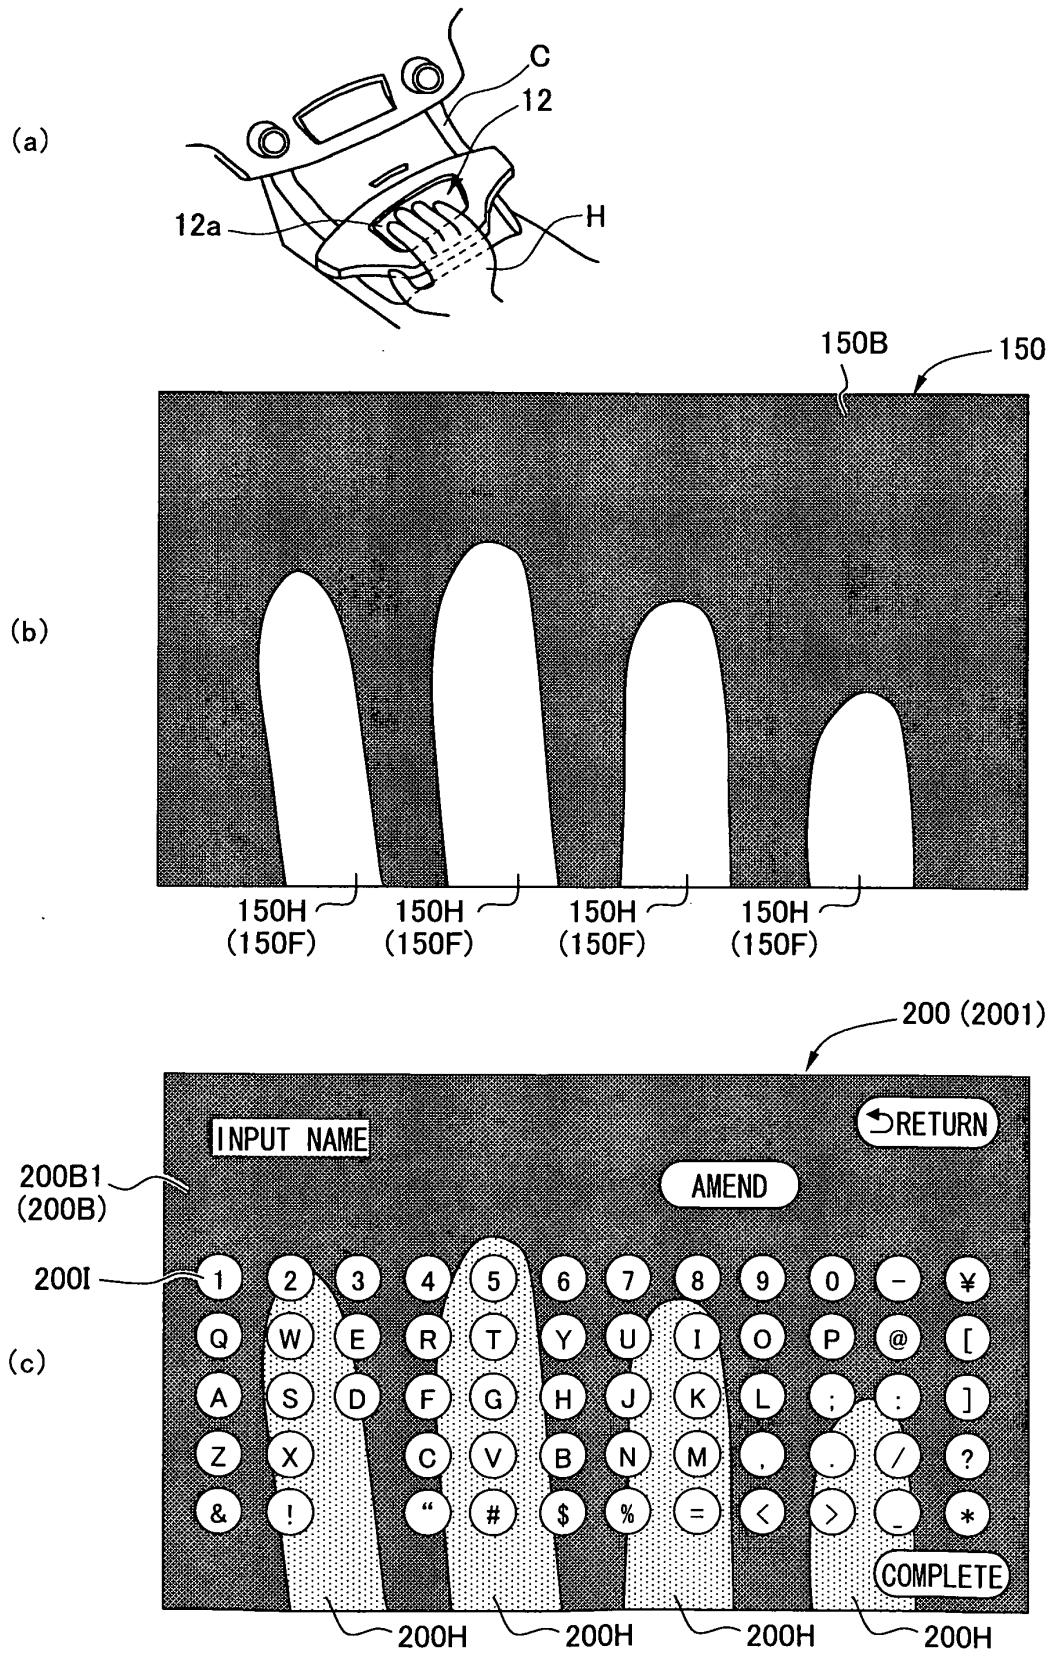 (a)
C
12
12a
H
150B
150
(b)
150H 150H 150H 150H
(150F) (150F) (150F) (150F)
200 (2001)
INPUT NAME
RETURN
AMEND
200B1
(200B)
200I
1 2 3 4 5 6 7 8 9 0 - ¥
Q W E R T Y U I O P @ [
(c)
A S D F G H J K L ; : ]
Z X C V B N M , . / ?
& ! “ # $ % = < > _ *
COMPLETE
200H 200H 200H 200H